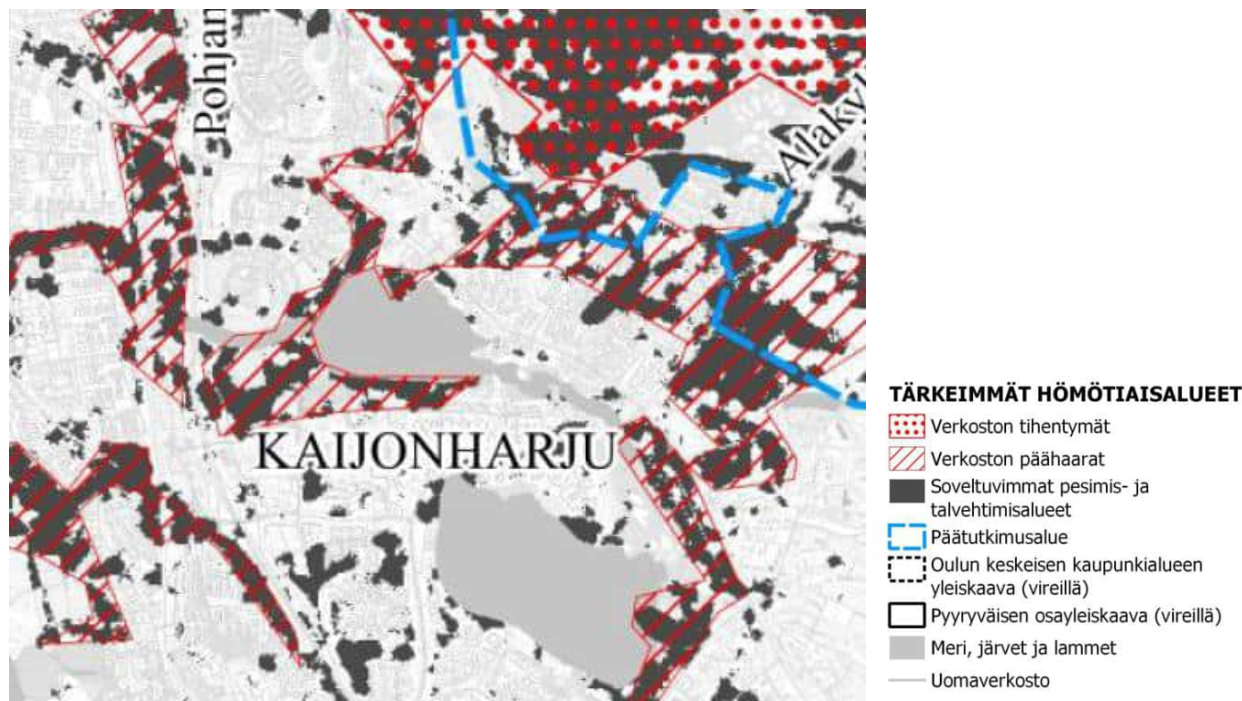 Pohjan
Alakyl
KAIJONHARJU
TÄRKEIMMÄT HÖMÖTIAISALUEET
Verkoston tihentymät
Verkoston päähaarat
Soveltuvimmat pesimis- ja
talvehtimisalueet
Päätutkimusalue
Oulun keskeisen kaupunkialueen
yleiskaava (vireillä)
Pyyryväisen osayleiskaava (vireillä)
Meri, järvet ja lammet
Uomaverkosto